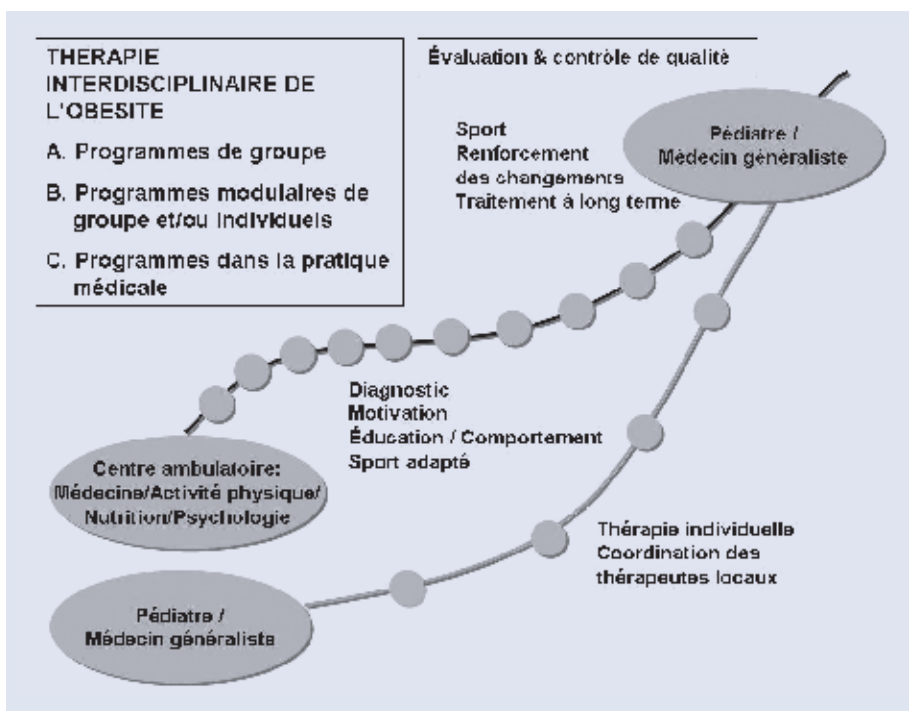 THERAPIE
INTERDISCIPLINAIRE DE
L'OBESITE
A. Programmes de groupe
B. Programmes modulaires de
groupe et/ou individuels
C. Programmes dans la pratique
médicale
Évaluation & contrôle de qualité
Sport
Renforcement
des changements
Traitement à long terme
Pédiatre /
Médecin généraliste
Diagnostic
Motivation
Éducation / Comportement
Sport adapté
Centre ambulatoire:
Médecine/Activité physique/
Nutrition/Psychologie
Thérapie individuelle
Coordination des
thérapeutes locaux
Pédiatre /
Médecin généraliste